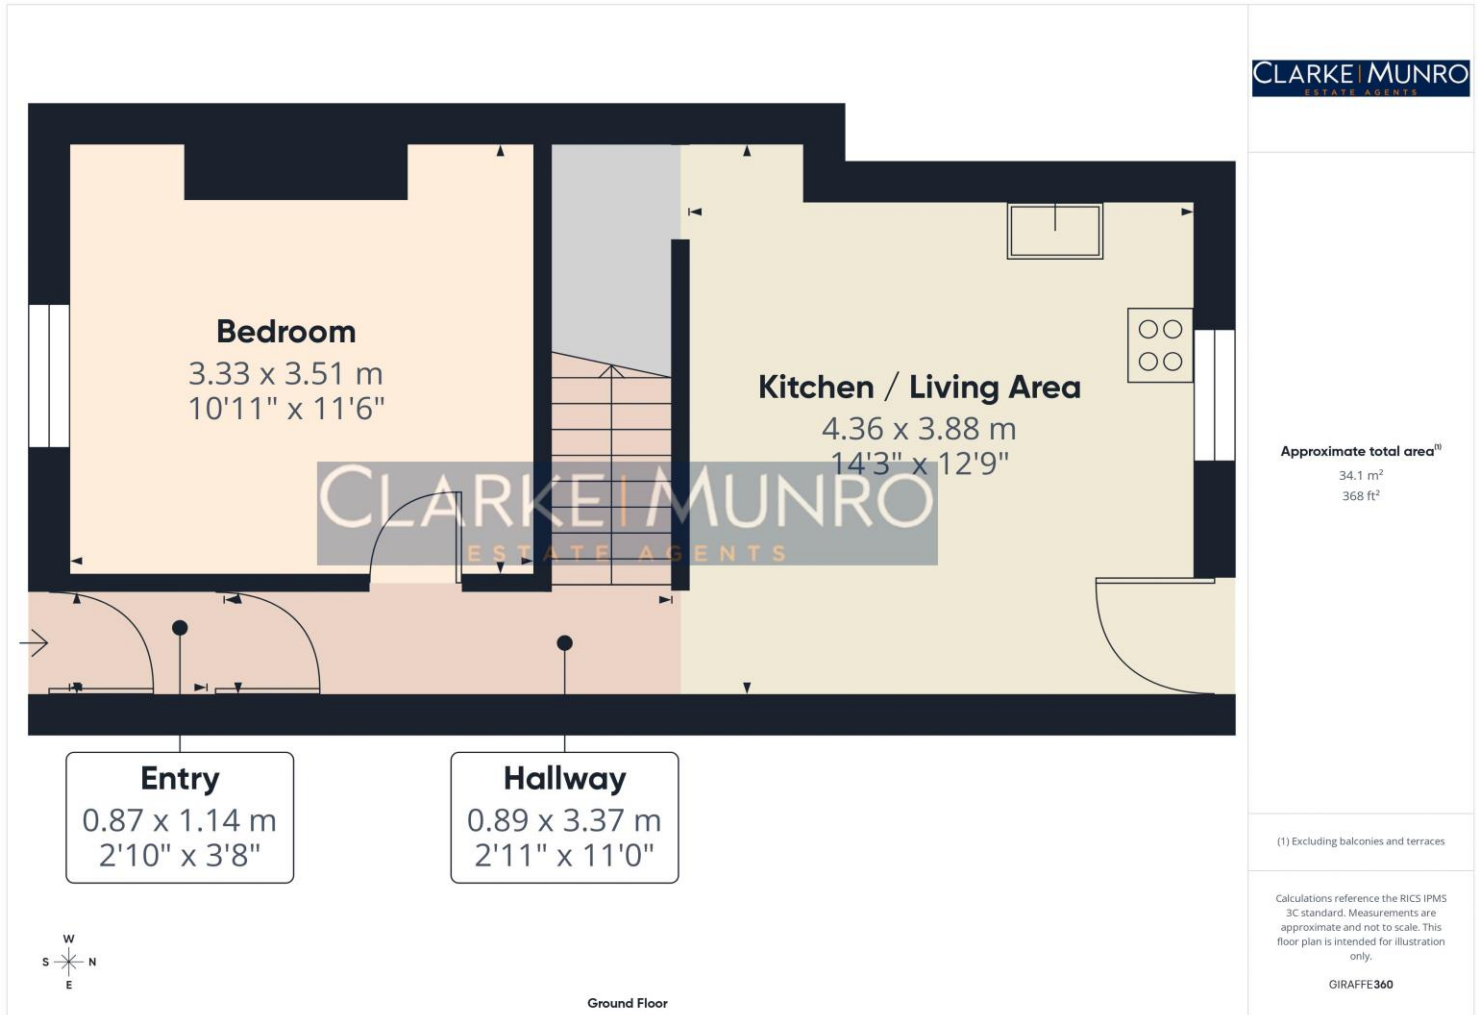 CLARKE|MUNRO
ESTATE AGENTS
Bedroom
3.33 x 3.51 m
10'11" x 11'6"
Kitchen / Living Area
4.36 x 3.88 m
14'3" x 12'9"
CLARKE|MUNRO
ESTATE AGENTS
Approximate total area(1)
34.1 m²
368 ft²
Entry
0.87 x 1.14 m
2'10" x 3'8"
Hallway
0.89 x 3.37 m
2'11" x 11'0"
(1) Excluding balconies and terraces
Calculations reference the RICS IPMS
3C standard. Measurements are
approximate and not to scale. This
floor plan is intended for illustration
only.
GIRAFFE360
W
S N
E
Ground Floor